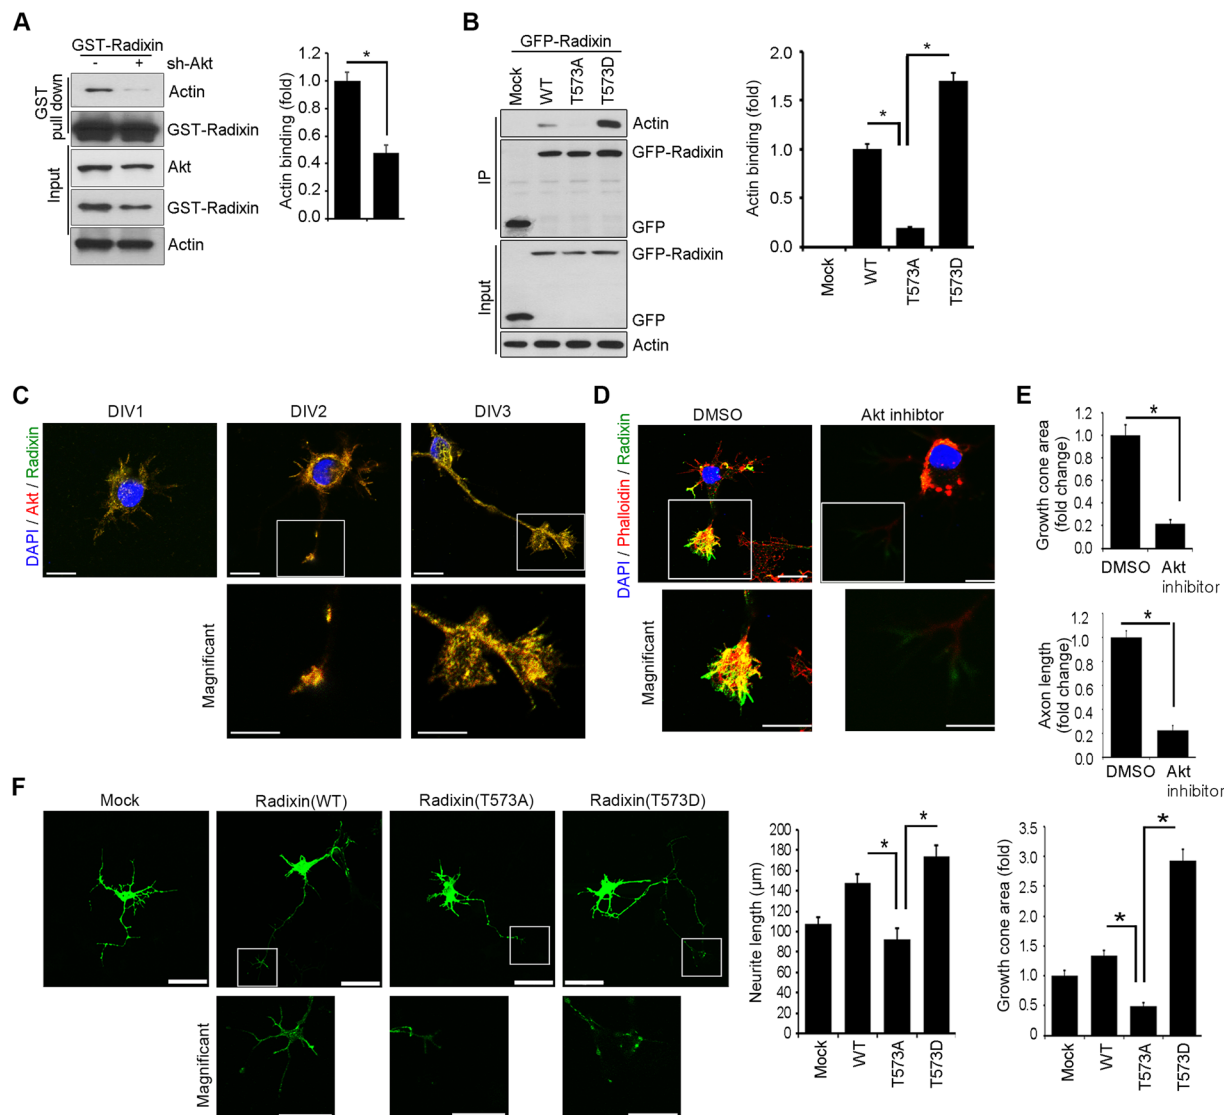 A
GST-Radixin
- + sh-Akt
GST
pull down
Input
Actin
GST-Radixin
Akt
GST-Radixin
Actin
Actin binding (fold)
1.2
1.0
0.8
0.6
0.4
0.2
0.0
*
B
GFP-Radixin
Mock
WT
T573A
T573D
IP
Input
Actin
GFP-Radixin
GFP
GFP-Radixin
GFP
Actin
Actin binding (fold)
2.0
1.5
1.0
0.5
0.0
*
*
Mock
WT
T573A
T573D
C
DIV1
DIV2
DIV3
DAPI / Akt / Radixin
Magnificant
D
DMSO
Akt inhibtor
DAPI / Phalloidin / Radixin
Magnificant
E
Growth cone area
(fold change)
1.2
1.0
0.8
0.6
0.4
0.2
0.0
*
DMSO Akt
inhibitor
Axon length
(fold change)
1.2
1.0
0.8
0.6
0.4
0.2
0
*
DMSO Akt
inhibitor
F
Mock
Radixin(WT)
Radixin(T573A)
Radixin(T573D)
Magnificant
Neurite length (μm)
200
180
160
140
120
100
80
60
40
20
0
*
*
Mock
WT
T573A
T573D
Growth cone area (fold)
3.5
3.0
2.5
2.0
1.5
1.0
0.5
0
*
*
Mock
WT
T573A
T573D